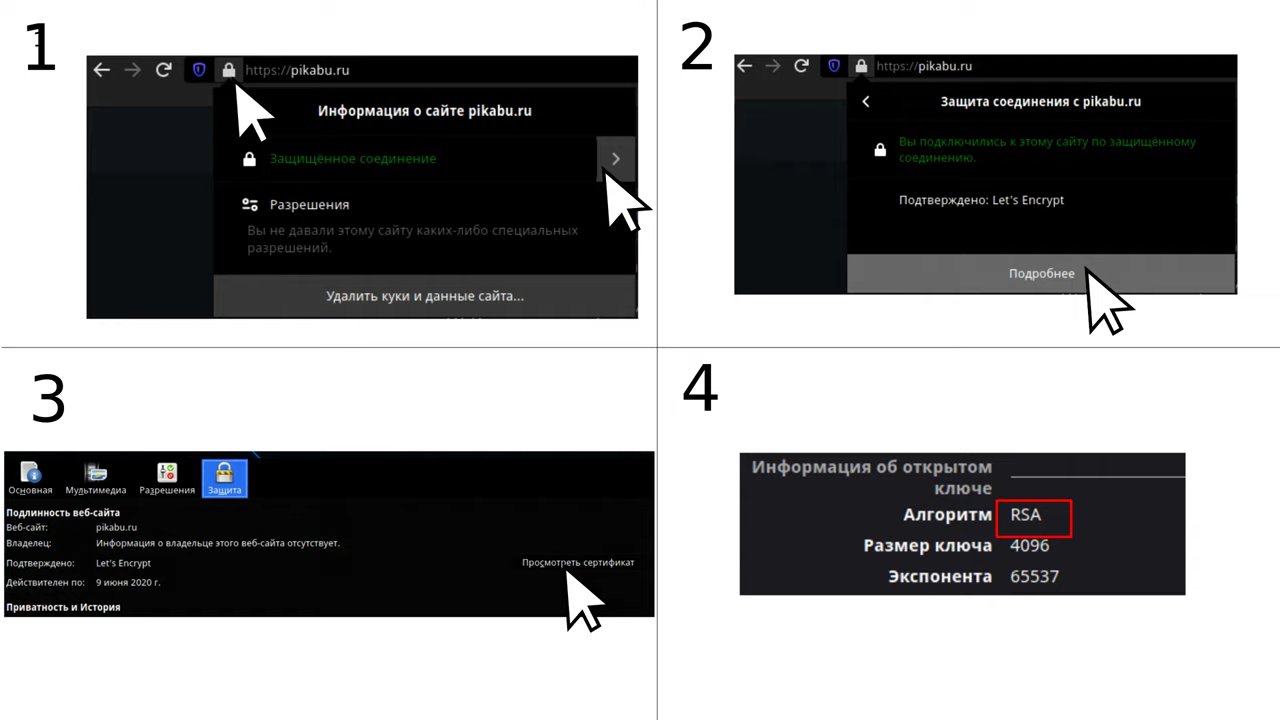 1
https://pikabu.ru
Информация о сайте pikabu.ru
Защищённое соединение
Разрешения
Вы не давали этому сайту каких-либо специальных
разрешений.
Удалить куки и данные сайта...
2
https://pikabu.ru
Защита соединения с pikabu.ru
Вы подключились к этому сайту по защищённому
соединению.
Подтверждено: Let's Encrypt
Подробнее
3
Основная Мультимедиа Разрешения Защита
Подлинность веб-сайта
Веб-сайт: pikabu.ru
Владелец: Информация о владельце этого веб-сайта отсутствует.
Подтверждено: Let's Encrypt
Просмотреть сертификат
Действителен по: 9 июня 2020 г.
Приватность и История
4
Информация об открытом
ключе
Алгоритм RSA
Размер ключа 4096
Экспонента 65537